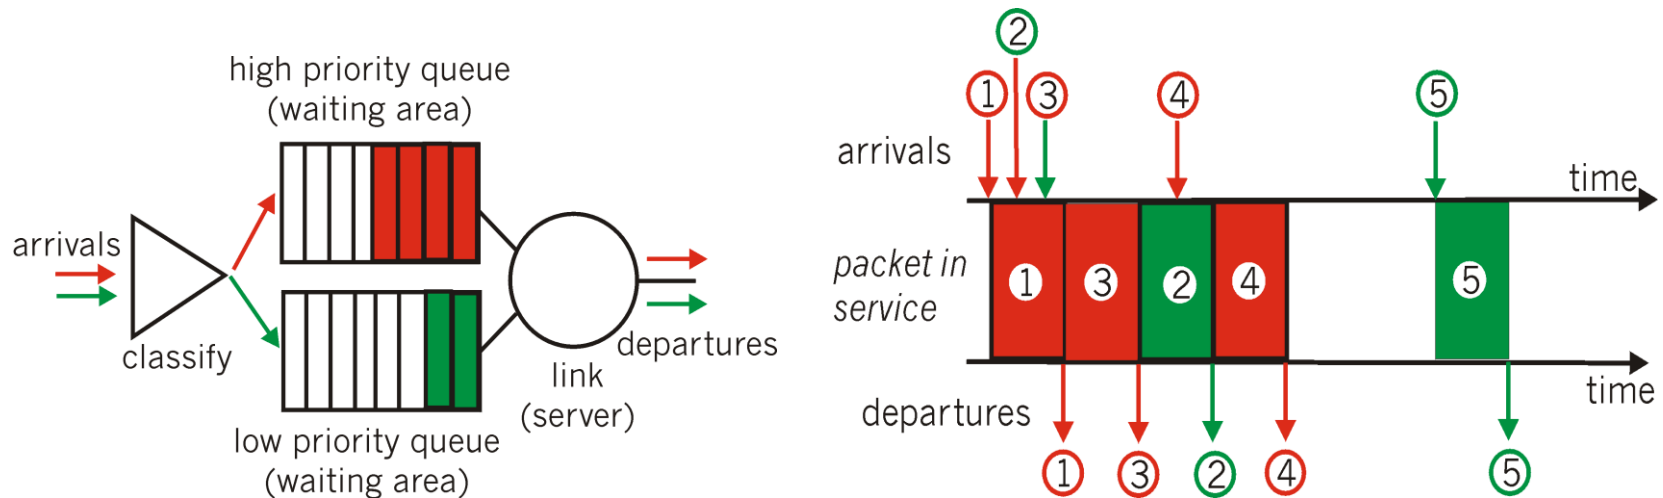 high priority queue
(waiting area)
arrivals
classify
low priority queue
(waiting area)
link
(server)
departures
2
1
3
4
5
arrivals
time
packet in
service
1
3
2
4
5
time
departures
1
3
2
4
5